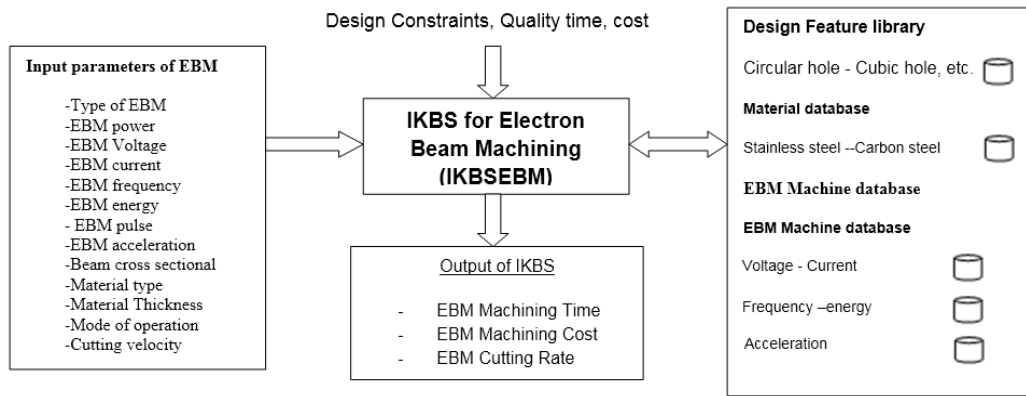 Design Constraints, Quality time, cost
Input parameters of EBM
-Type of EBM
-EBM power
-EBM Voltage
-EBM current
-EBM frequency
-EBM energy
- EBM pulse
-EBM acceleration
-Beam cross sectional
-Material type
-Material Thickness
-Mode of operation
-Cutting velocity
IKBS for Electron
Beam Machining
(IKBSEBM)
Output of IKBS
- EBM Machining Time
- EBM Machining Cost
- EBM Cutting Rate
Design Feature library
Circular hole - Cubic hole, etc.
Material database
Stainless steel --Carbon steel
EBM Machine database
EBM Machine database
Voltage - Current
Frequency –energy
Acceleration